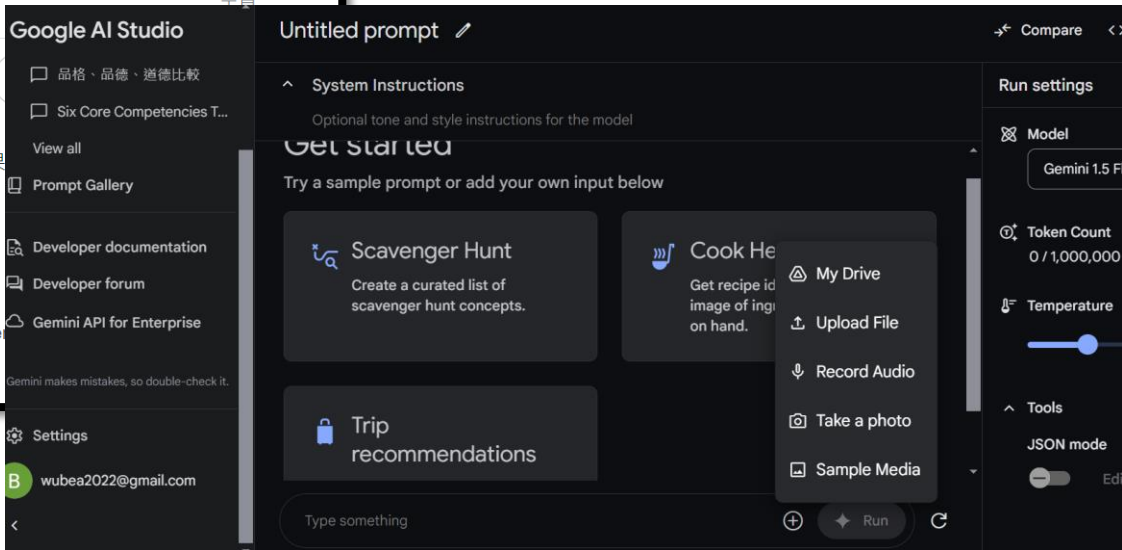 Google AI Studio
品格、品德、道德比較
Six Core Competencies T...
View all
Prompt Gallery
Developer documentation
Developer forum
Gemini API for Enterprise
Gemini makes mistakes, so double-check it.
Settings
B
wubea2022@gmail.com
Untitled prompt
Compare
System Instructions
Optional tone and style instructions for the model
Get started
Try a sample prompt or add your own input below
Scavenger Hunt
Create a curated list of
scavenger hunt concepts.
Cook He
Get recipe id
image of ing
on hand.
Trip
recommendations
My Drive
Upload File
Record Audio
Take a photo
Sample Media
Type something
Run
Run settings
Model
Gemini 1.5 Fl
Token Count
0 / 1,000,000
Temperature
Tools
JSON mode
Edi